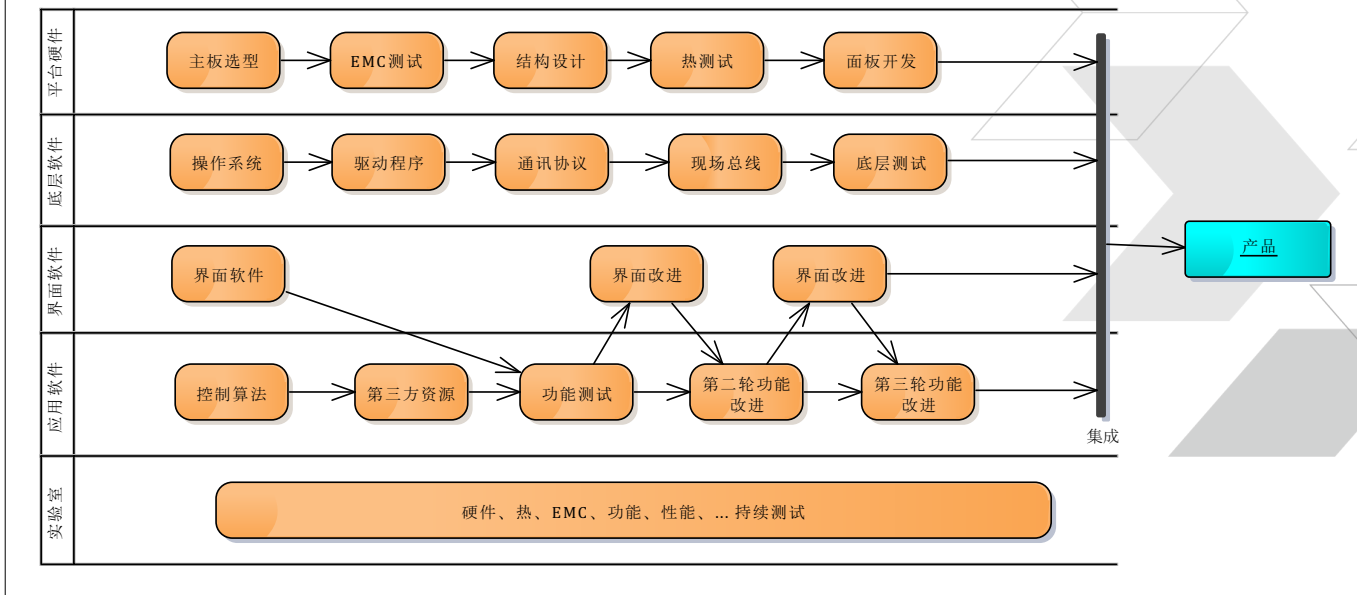 平台硬件
主板选型
EMC测试
结构设计
热测试
面板开发
底层软件
操作系统
驱动程序
通讯协议
现场总线
底层测试
界面软件
界面软件
界面改进
界面改进
产品
应用软件
控制算法
第三方资源
功能测试
第二轮功能
改进
第三轮功能
改进
集成
实验室
硬件、热、EMC、功能、性能、... 持续测试